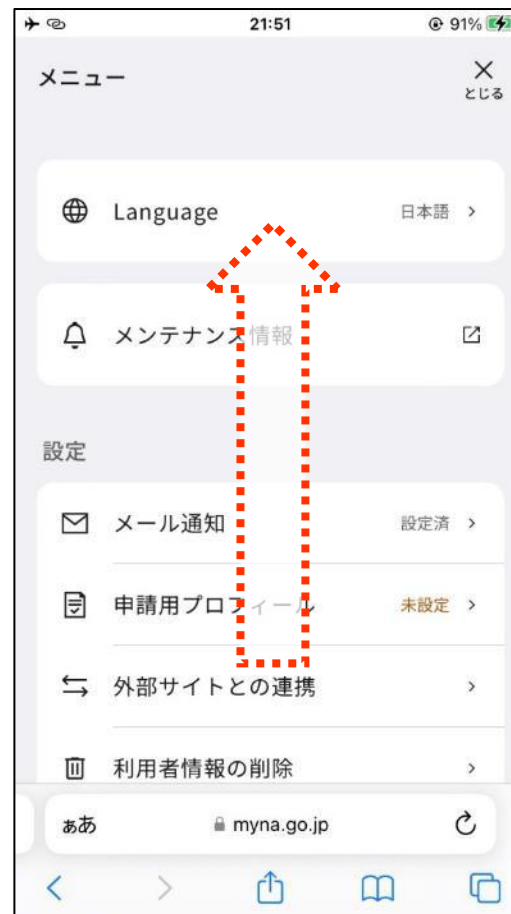 21:51
91%
メニュー
とじる
Language 日本語
メンテナンス情報
設定
メール通知 設定済
申請用プロフィール 未設定
外部サイトとの連携
利用者情報の削除
ぁあ myna.go.jp